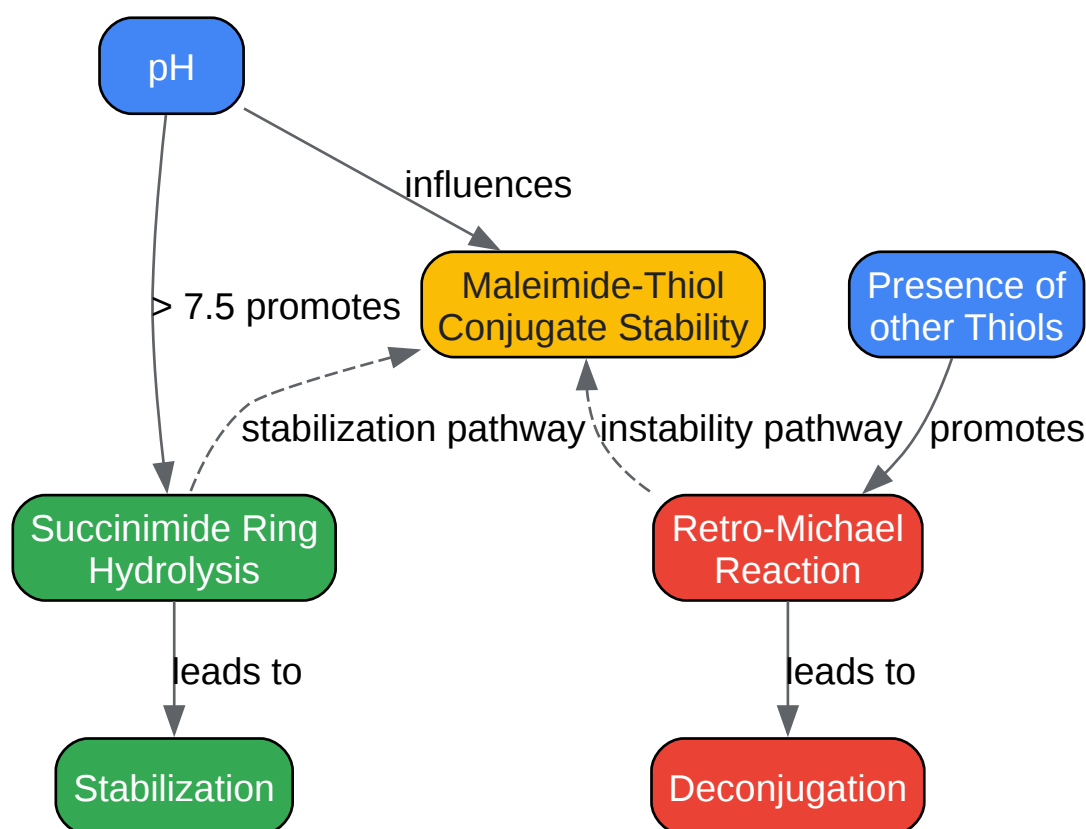 pH
influences
Maleimide-Thiol
Conjugate Stability
Presence of
other Thiols
> 7.5 promotes
stabilization pathway
instability pathway
promotes
Succinimide Ring
Hydrolysis
Retro-Michael
Reaction
leads to
leads to
Stabilization
Deconjugation